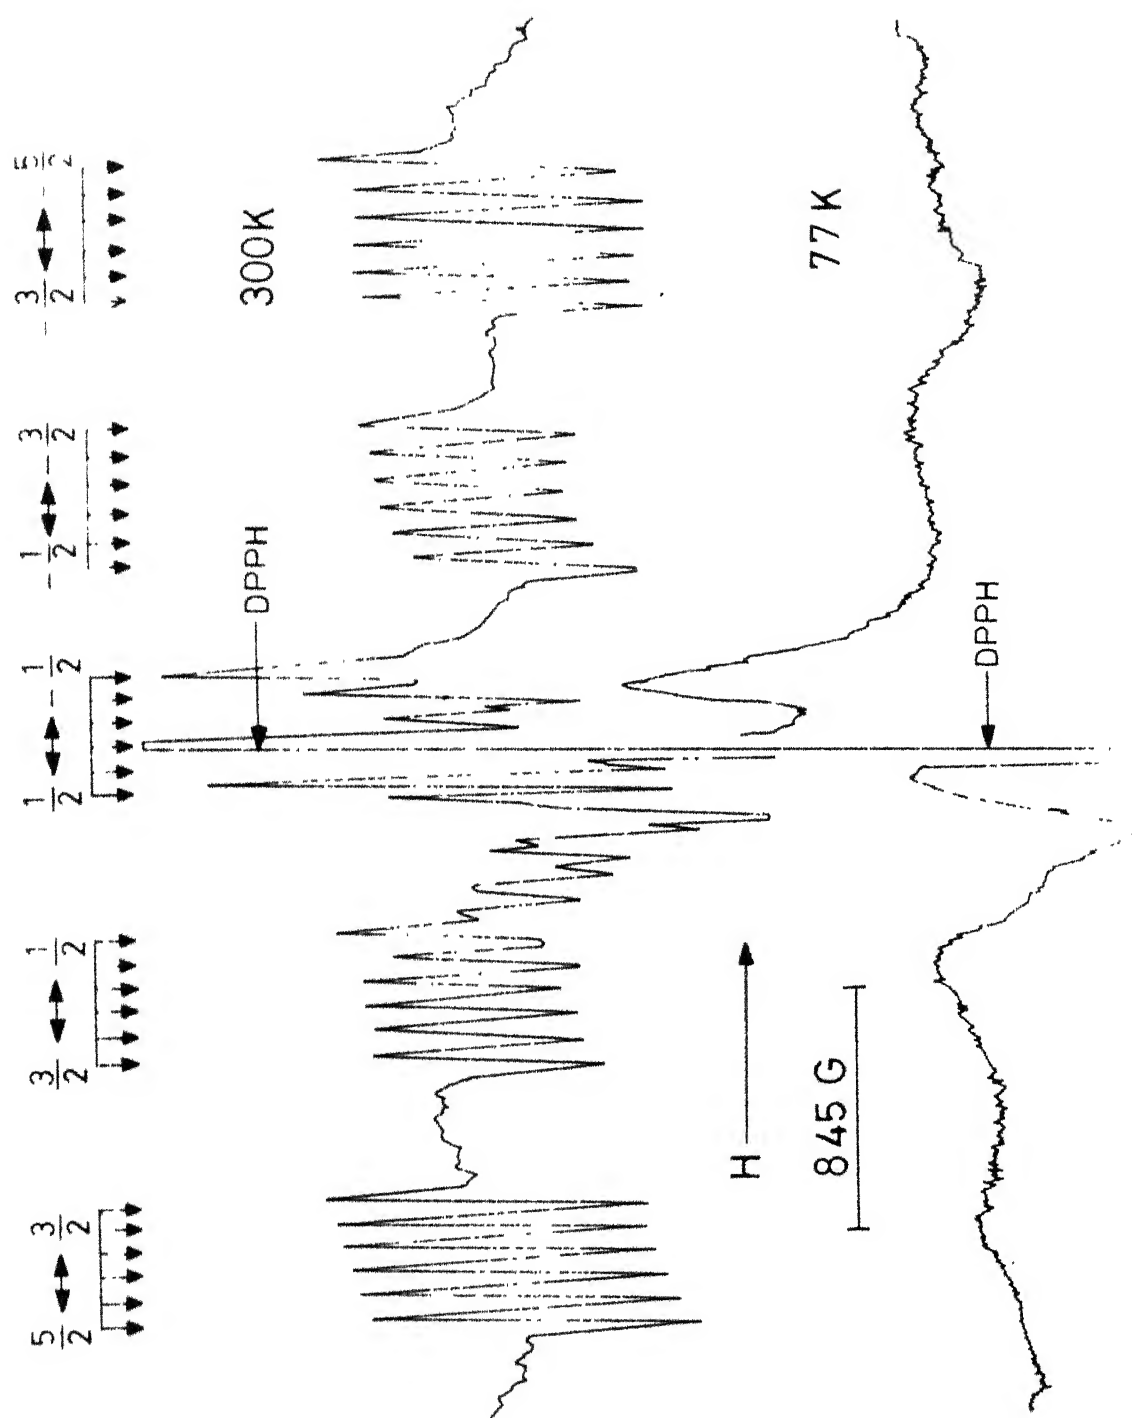 5/2 ↔ 3/2
3/2 ↔ 1/2
1/2 ↔ -1/2
-1/2 ↔ -3/2
-3/2 ↔ -5/2
300K
DPPH
H
845 G
77K
DPPH